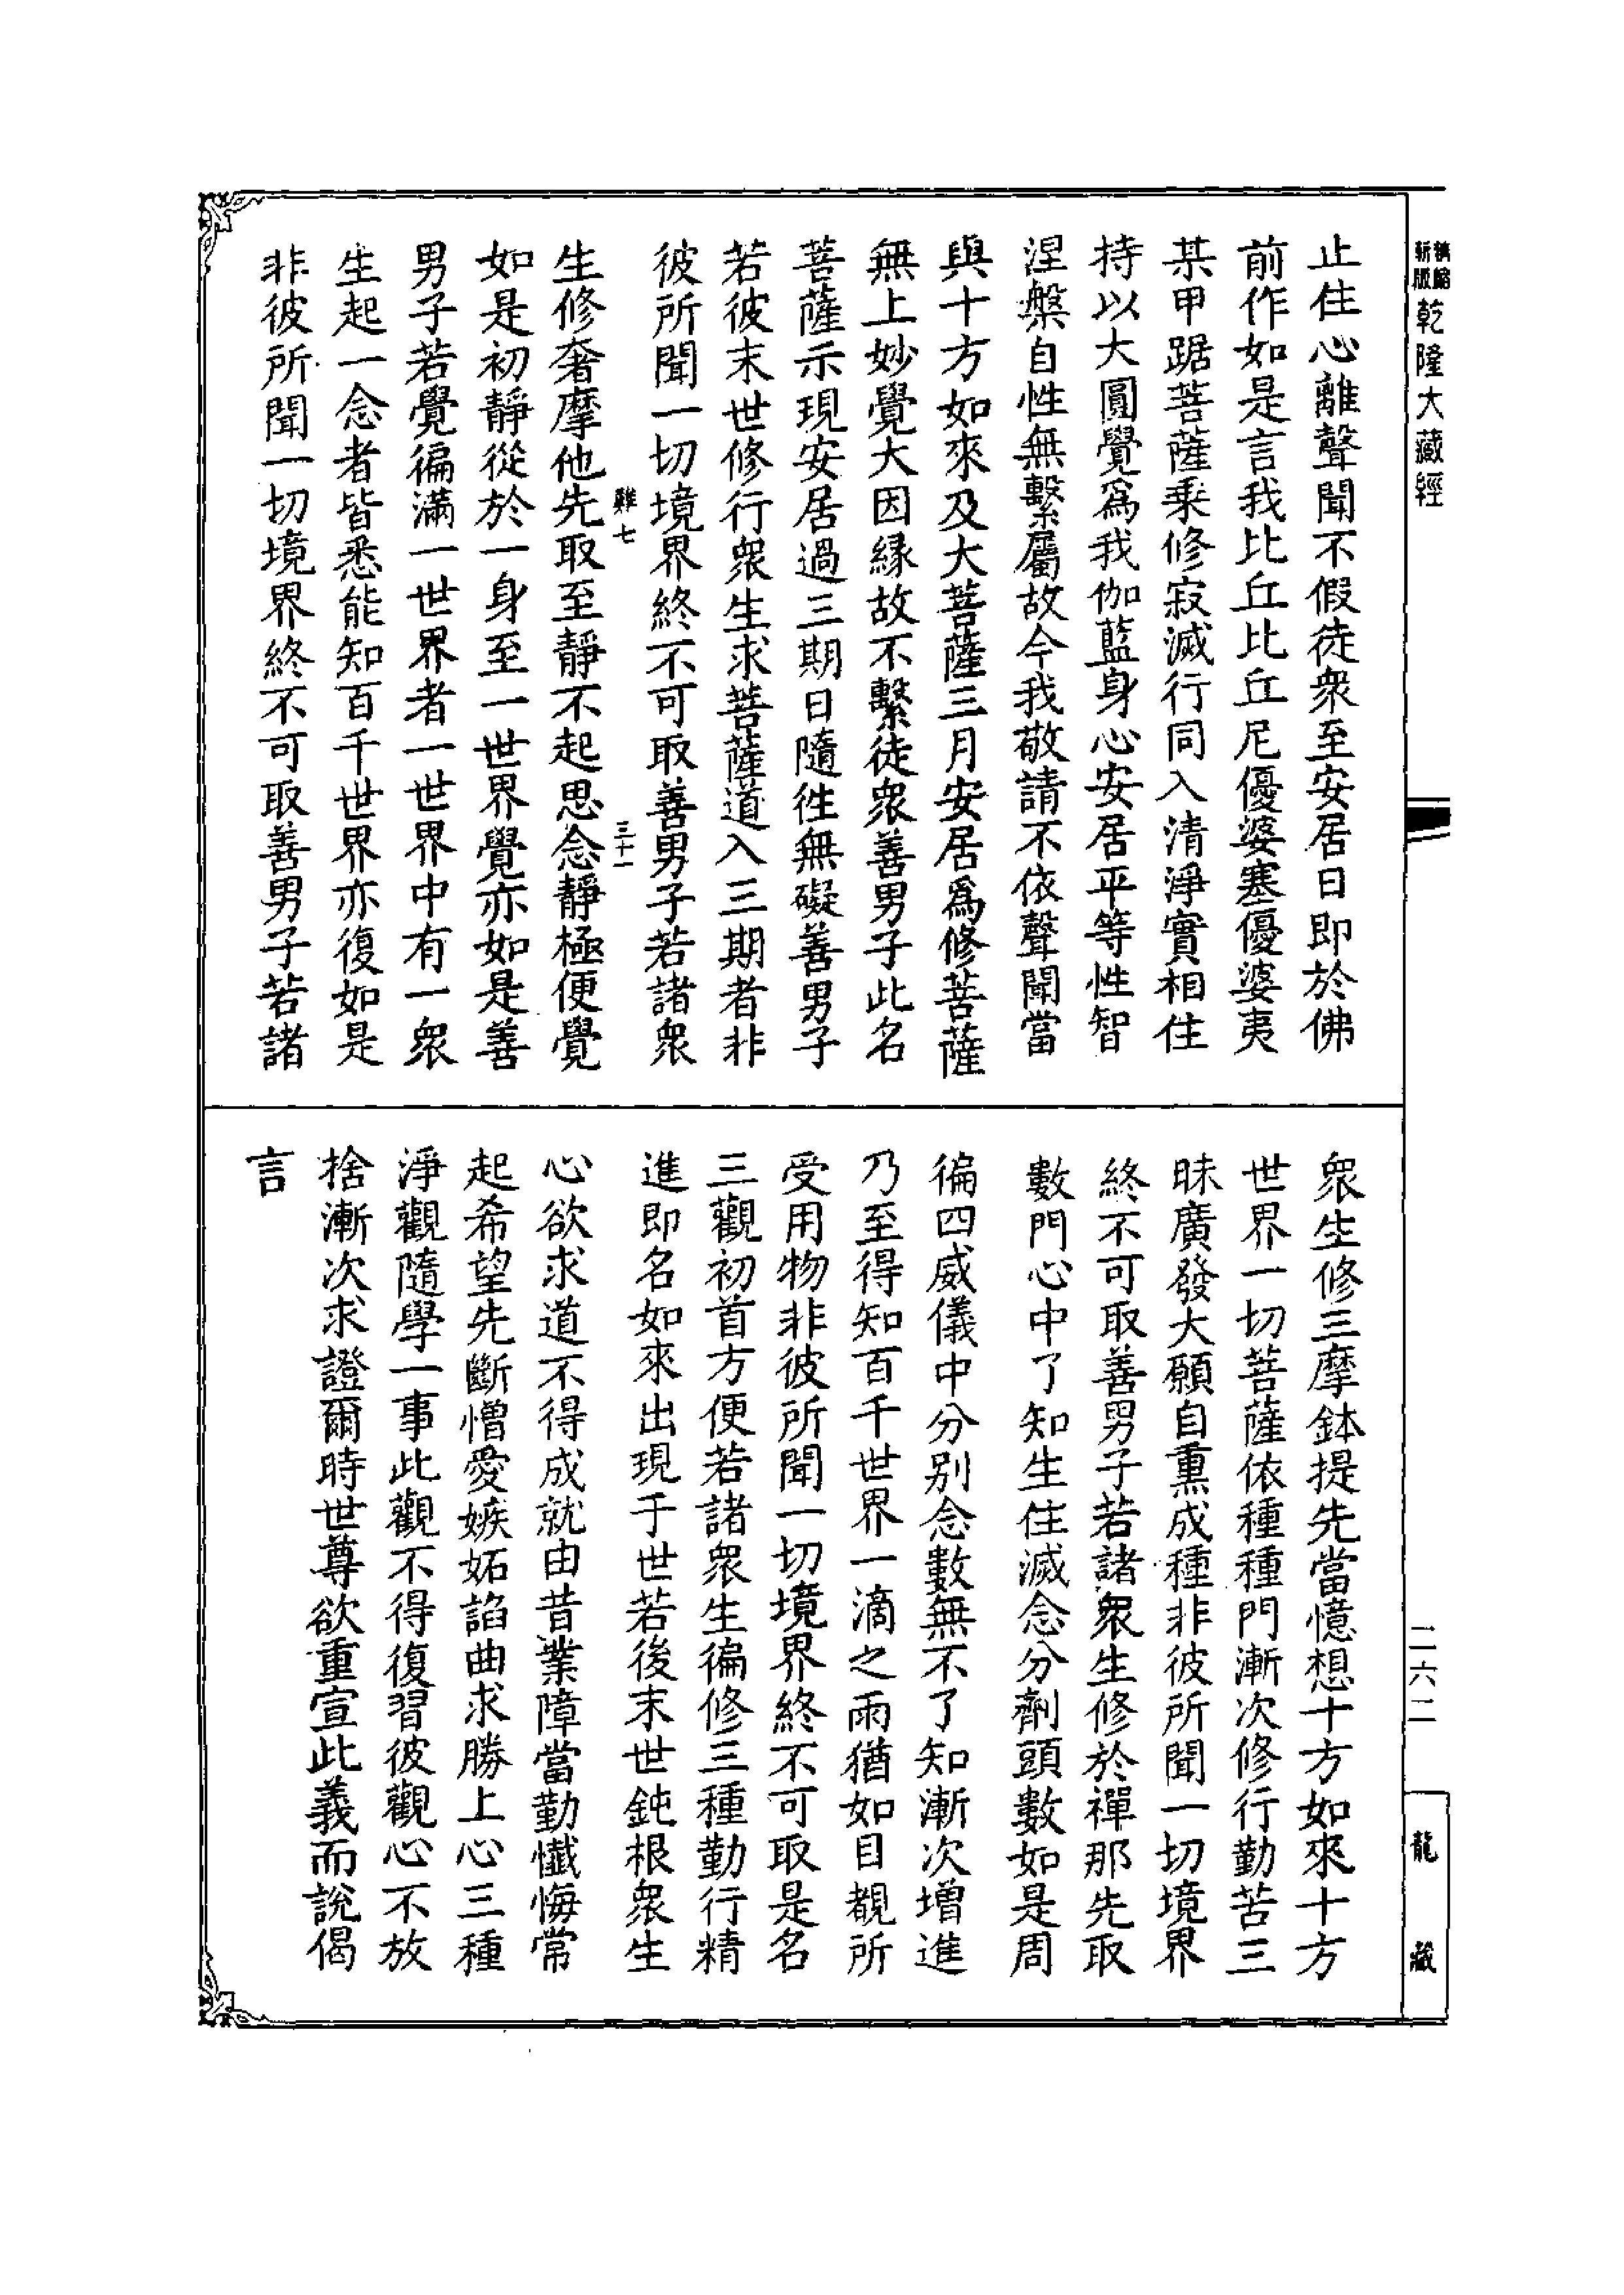 新版
精縮
乾隆大藏經
止住心離聲聞不假徒衆至安居日即於佛
前作如是言我比丘比丘尼優婆塞優婆夷
某甲踞菩薩乘修寂滅行同入清淨實相住
持以大圓覺爲我伽藍身心安居平等性智
涅槃自性無繫屬故今我敬請不依聲聞當
與十方如來及大菩薩三月安居爲修菩薩
無上妙覺大因緣故不繫徒衆善男子此名
菩薩示現安居過三期日隨徃無礙善男子
若彼末世修行衆生求菩薩道入三期者非
彼所聞一切境界終不可取善男子若諸衆
雞七
三十一
生修奢摩他先取至靜不起思念靜極便覺
如是初靜從於一身至一世界覺亦如是善
男子若覺徧滿一世界者一世界中有一衆
生起一念者皆悉能知百千世界亦復如是
非彼所聞一切境界終不可取善男子若諸
衆生修三摩鉢提先當憶想十方如來十方
世界一切菩薩依種種門漸次修行勤苦三
昧廣發大願自熏成種非彼所聞一切境界
終不可取善男子若諸衆生修於禪那先取
數門心中了知生住滅念分劑頭數如是周
徧四威儀中分别念數無不了知漸次增進
乃至得知百千世界一滴之雨猶如目覩所
受用物非彼所聞一切境界終不可取是名
三觀初首方便若諸衆生徧修三種勤行精
進即名如來出現于世若後末世鈍根衆生
心欲求道不得成就由昔業障當勤懺悔常
起希望先斷憎愛嫉妬諂曲求勝上心三種
淨觀隨學一事此觀不得復習彼觀心不放
捨漸次求證爾時世尊欲重宣此義而說偈
言
二六二
龍藏